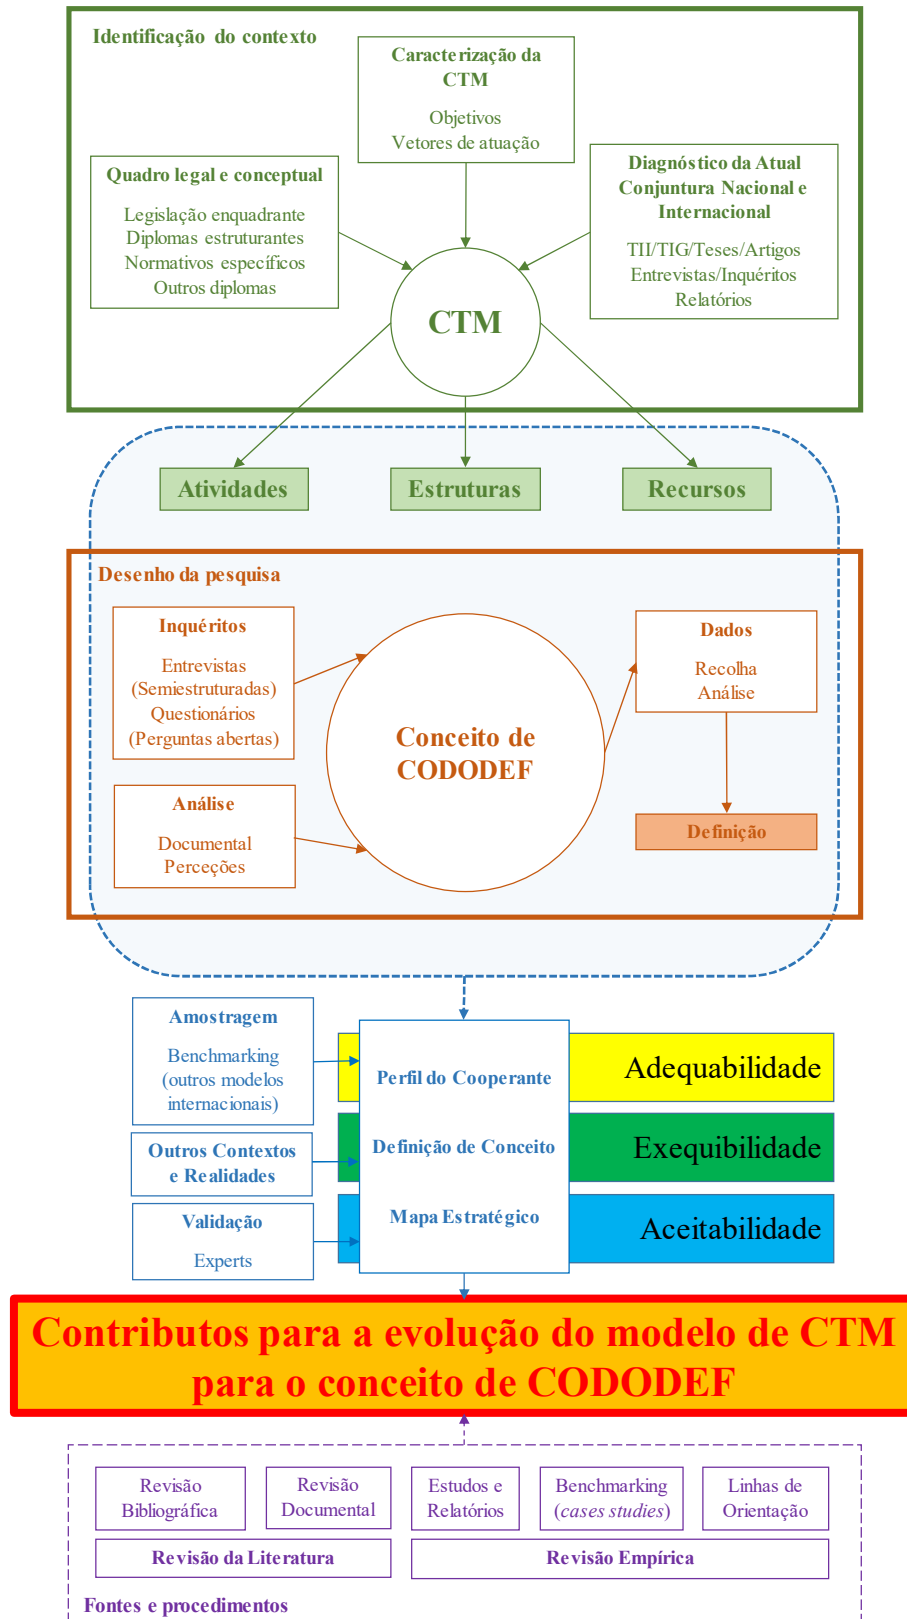 Identificação do contexto
Caracterização da
CTM
Objetivos
Vetores de atuação
Quadro legal e conceptual
Legislação enquadrante
Diplomas estruturantes
Normativos específicos
Outros diplomas
Diagnóstico da Atual
Conjuntura Nacional e
Internacional
TII/TIG/Teses/Artigos
Entrevistas/Inquéritos
Relatórios
CTM
Atividades
Estruturas
Recursos
Desenho da pesquisa
Inquéritos
Entrevistas
(Semiestruturadas)
Questionários
(Perguntas abertas)
Análise
Documental
Perceções
Conceito de
CODODEF
Dados
Recolha
Análise
Definição
Amostragem
Benchmarking
(outros modelos
internacionais)
Outros Contextos
e Realidades
Validação
Experts
Perfil do Cooperante
Definição de Conceito
Mapa Estratégico
Adequabilidade
Exequibilidade
Aceitabilidade
Contributos para a evolução do modelo de CTM
para o conceito de CODODEF
Revisão
Bibliográfica
Revisão
Documental
Estudos e
Relatórios
Benchmarking
(cases studies)
Linhas de
Orientação
Revisão da Literatura
Revisão Empírica
Fontes e procedimentos